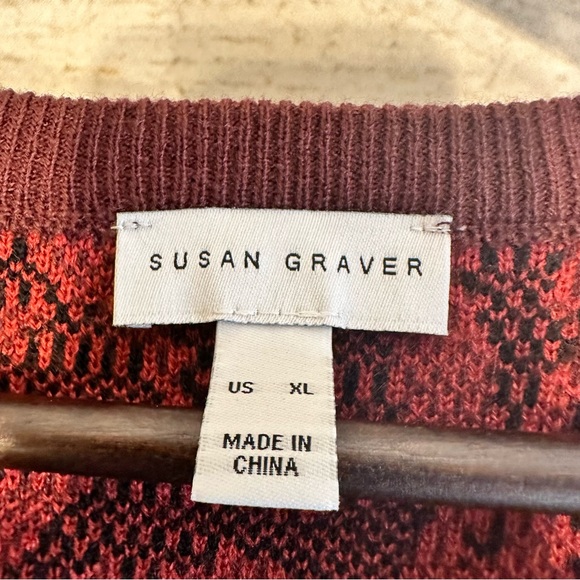 SUSAN GRAVER
US XL
MADE IN
CHINA